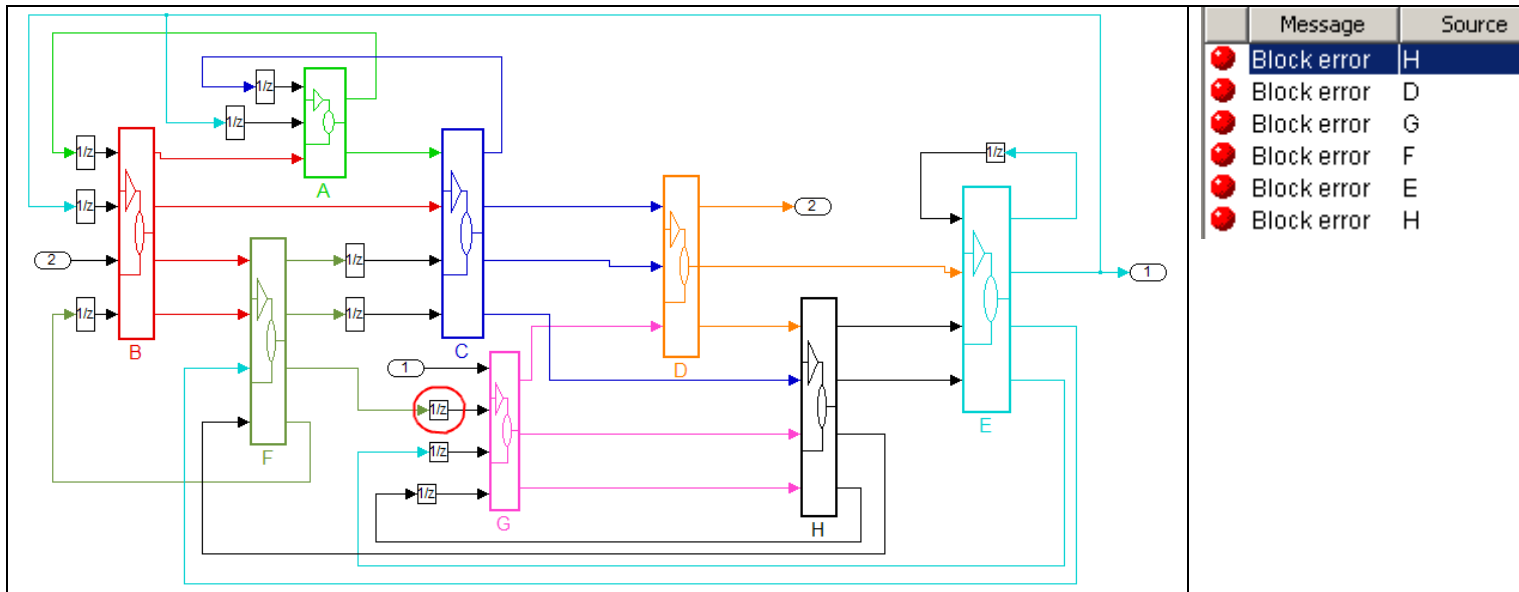 Message Source
Block error H
Block error D
Block error G
Block error F
Block error E
Block error H
1/z
1/z
A
1/z
1/z
1/z
2
1/z
1/z
2
1
B
1/z
C
1
D
1/z
E
F
1/z
1/z
G
H